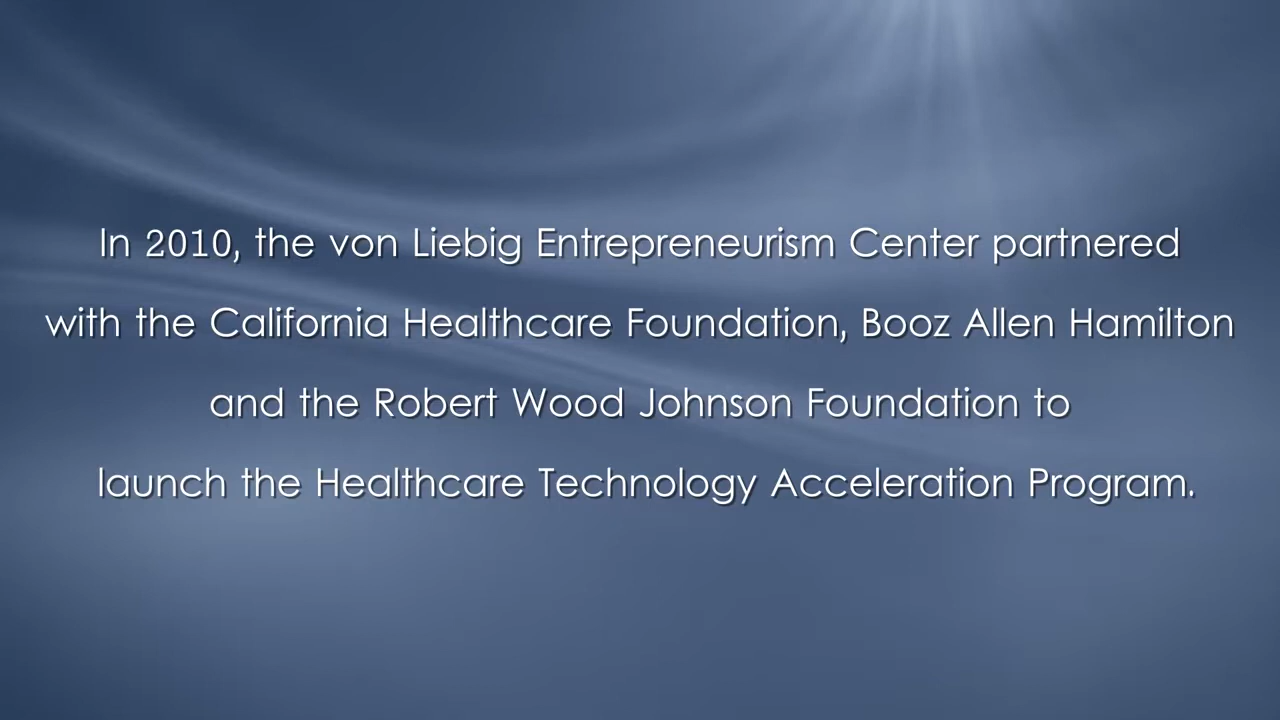 In 2010, the von Liebig Entrepreneurism Center partnered
with the California Healthcare Foundation, Booz Allen Hamilton
and the Robert Wood Johnson Foundation to
launch the Healthcare Technology Acceleration Program.